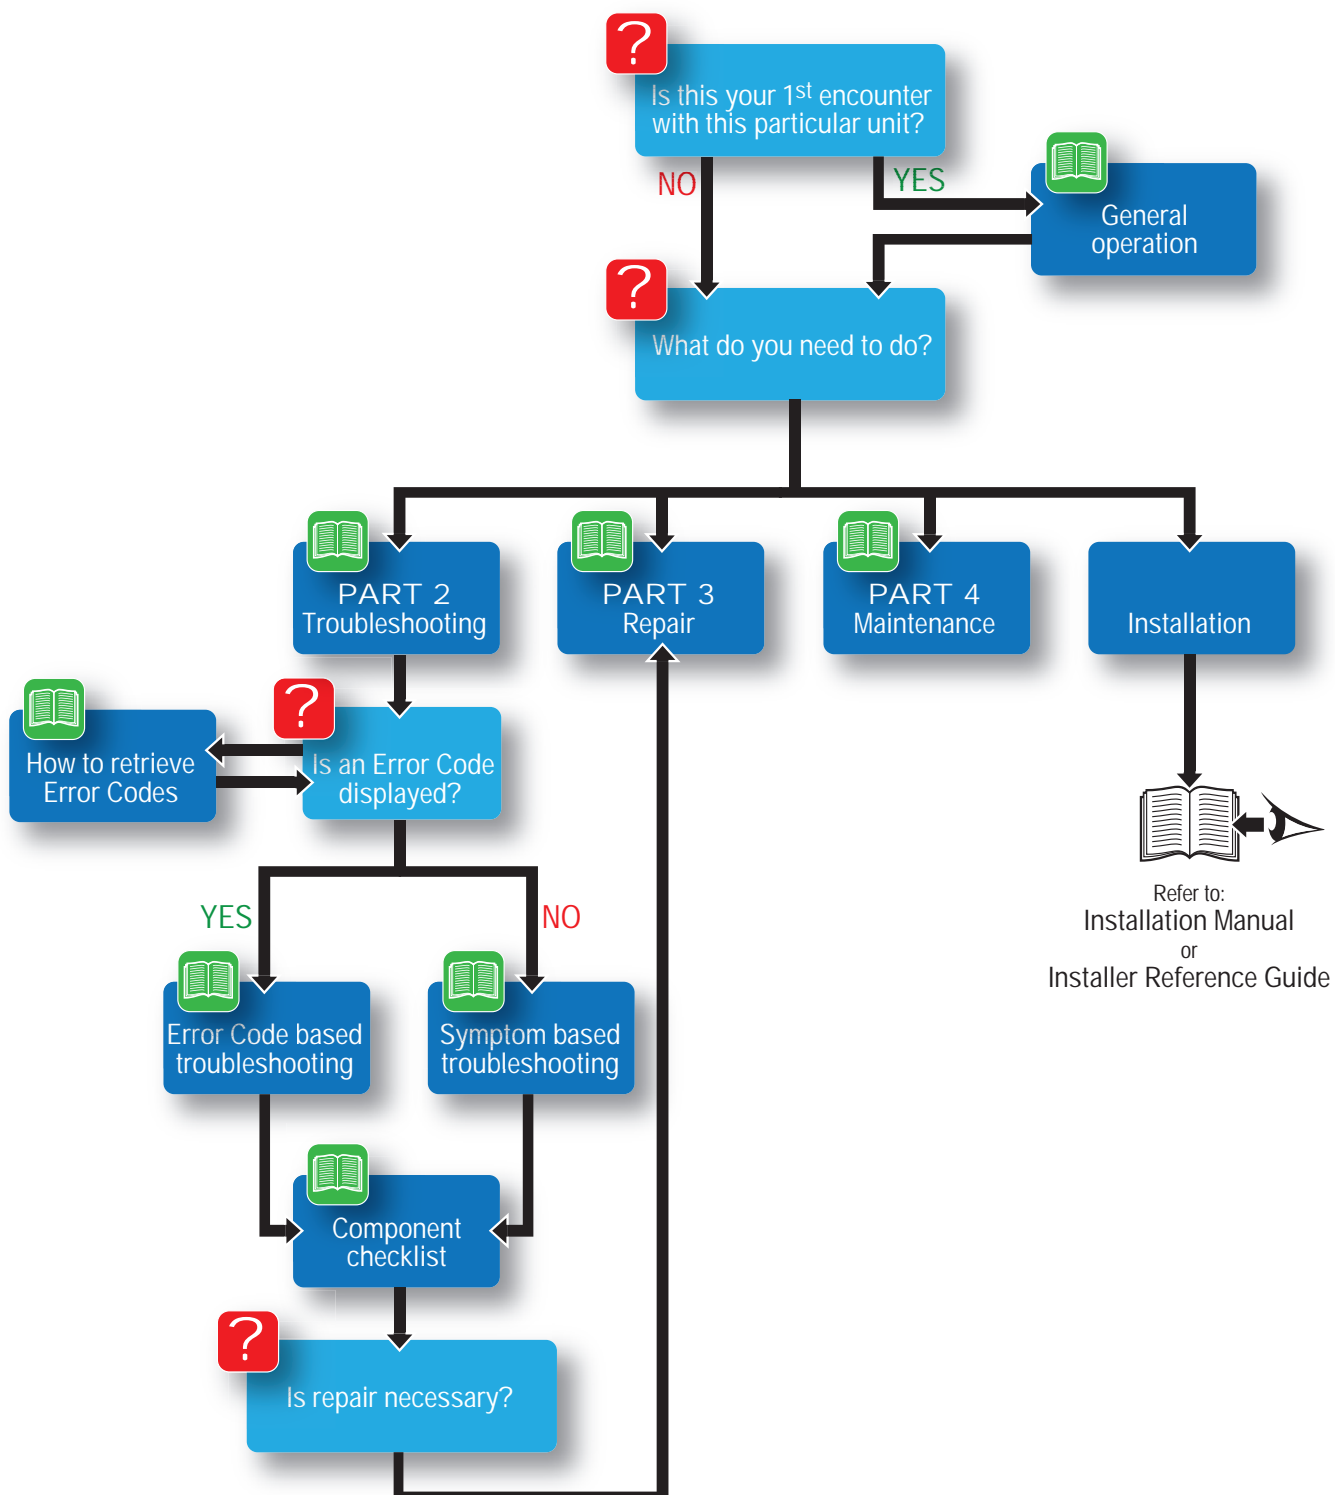 ?
Is this your 1st encounter
with this particular unit?
NO
YES
General
operation
?
What do you need to do?
PART 2
Troubleshooting
PART 3
Repair
PART 4
Maintenance
Installation
How to retrieve
Error Codes
?
Is an Error Code
displayed?
Refer to:
Installation Manual
or
Installer Reference Guide
YES
NO
Error Code based
troubleshooting
Symptom based
troubleshooting
Component
checklist
?
Is repair necessary?